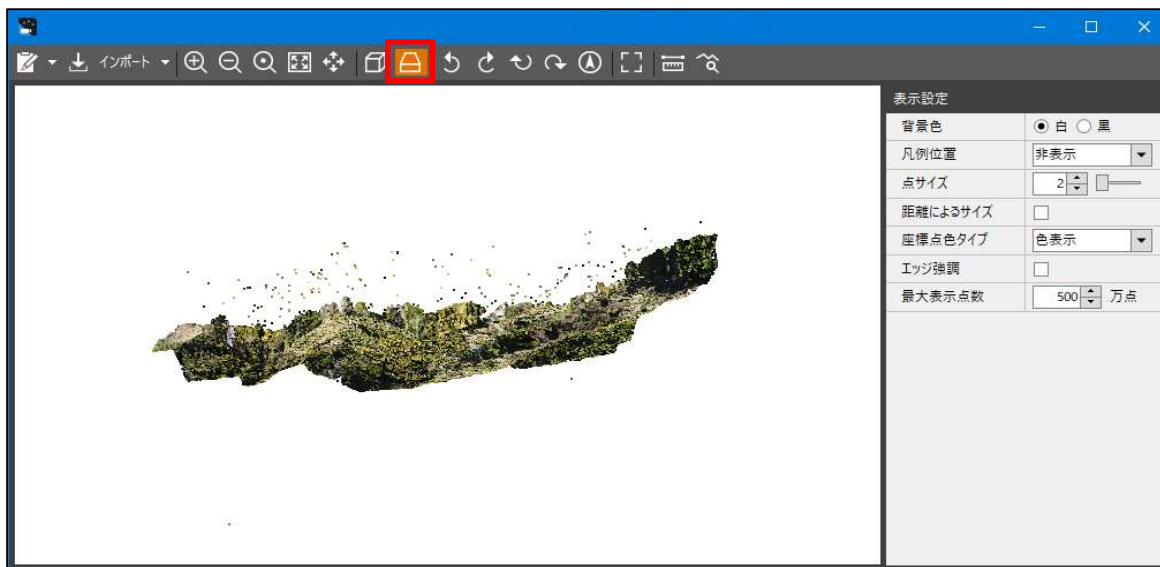 インポート
表示設定
背景色 白 黒
凡例位置 非表示
点サイズ 2
距離によるサイズ
座標点色タイプ 色表示
エッジ強調
最大表示点数 500 万点